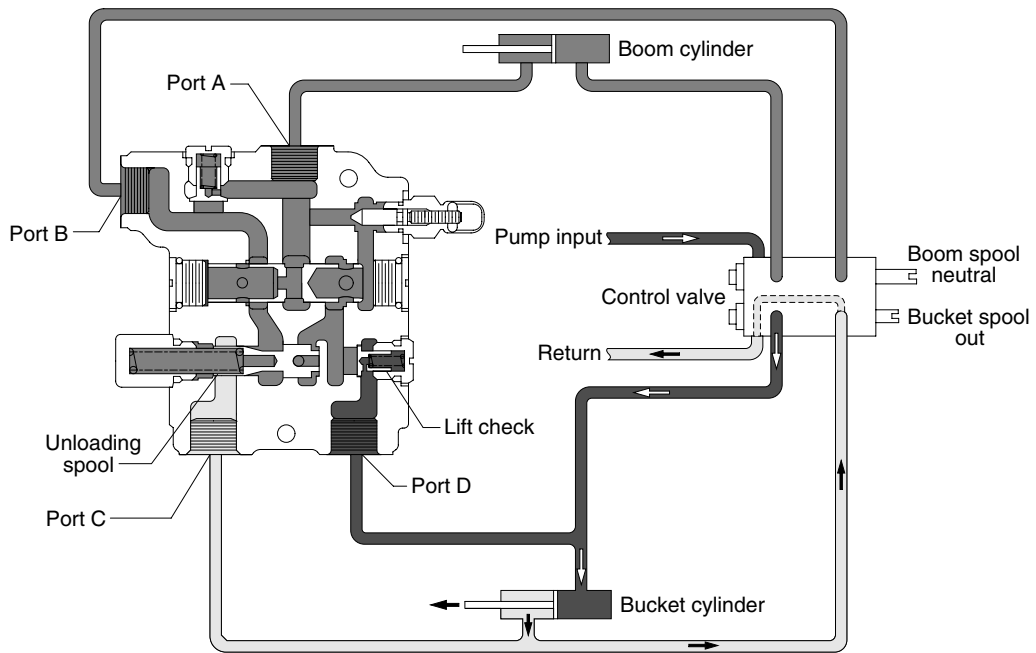 Boom cylinder
Port A
Port B
Pump input
Boom spool
neutral
Control valve
Bucket spool
out
Return
Lift check
Unloading
spool
Port D
Port C
Bucket cylinder